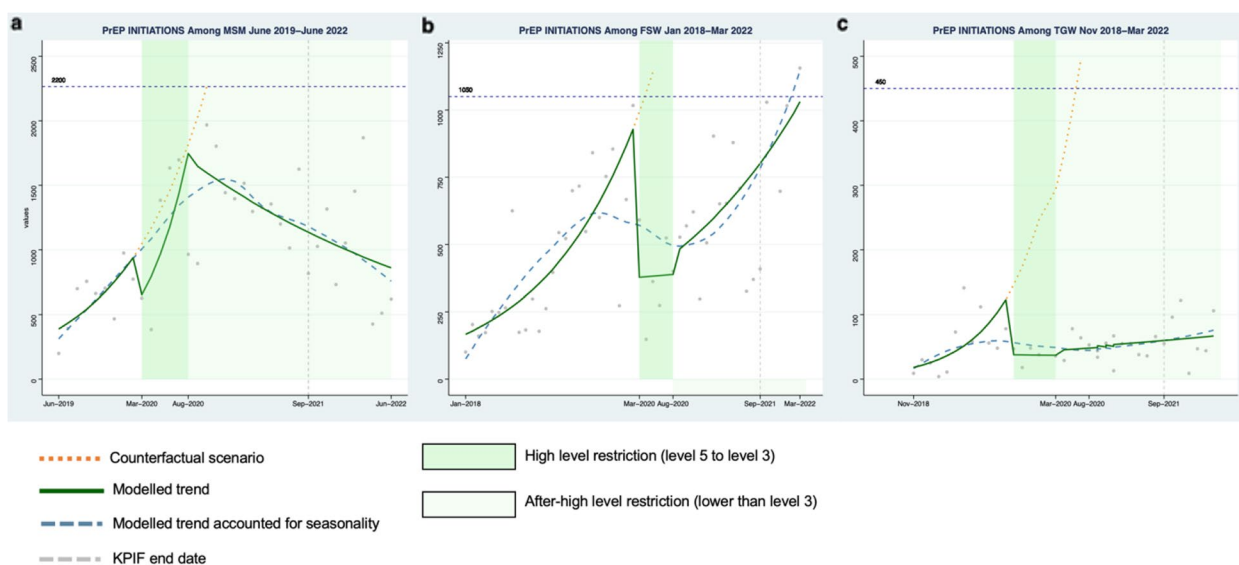 a
PrEP INITIATIONS Among MSM June 2019–June 2022
values
2500
2200
2000
1500
1000
500
0
Jun–2019
Mar–2020
Aug–2020
Sep–2021
Jun–2022
b
PrEP INITIATIONS Among FSW Jan 2018–Mar 2022
1250
1050
1000
750
500
250
0
Jan–2018
Mar–2020
Aug–2020
Sep–2021
Mar–2022
c
PrEP INITIATIONS Among TGW Nov 2018–Mar 2022
500
450
400
300
200
100
0
Nov–2018
Mar–2020
Aug–2020
Sep–2021
Counterfactual scenario
Modelled trend
Modelled trend accounted for seasonality
KPIF end date
High level restriction (level 5 to level 3)
After-high level restriction (lower than level 3)